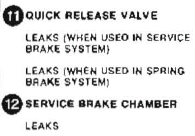 11 QUICK RELEASE VALVE
LEAKS (WHEN USED IN SERVICE
BRAKE SYSTEM)
LEAKS (WHEN USED IN SPRING
BRAKE SYSTEM)
12 SERVICE BRAKE CHAMBER
LEAKS